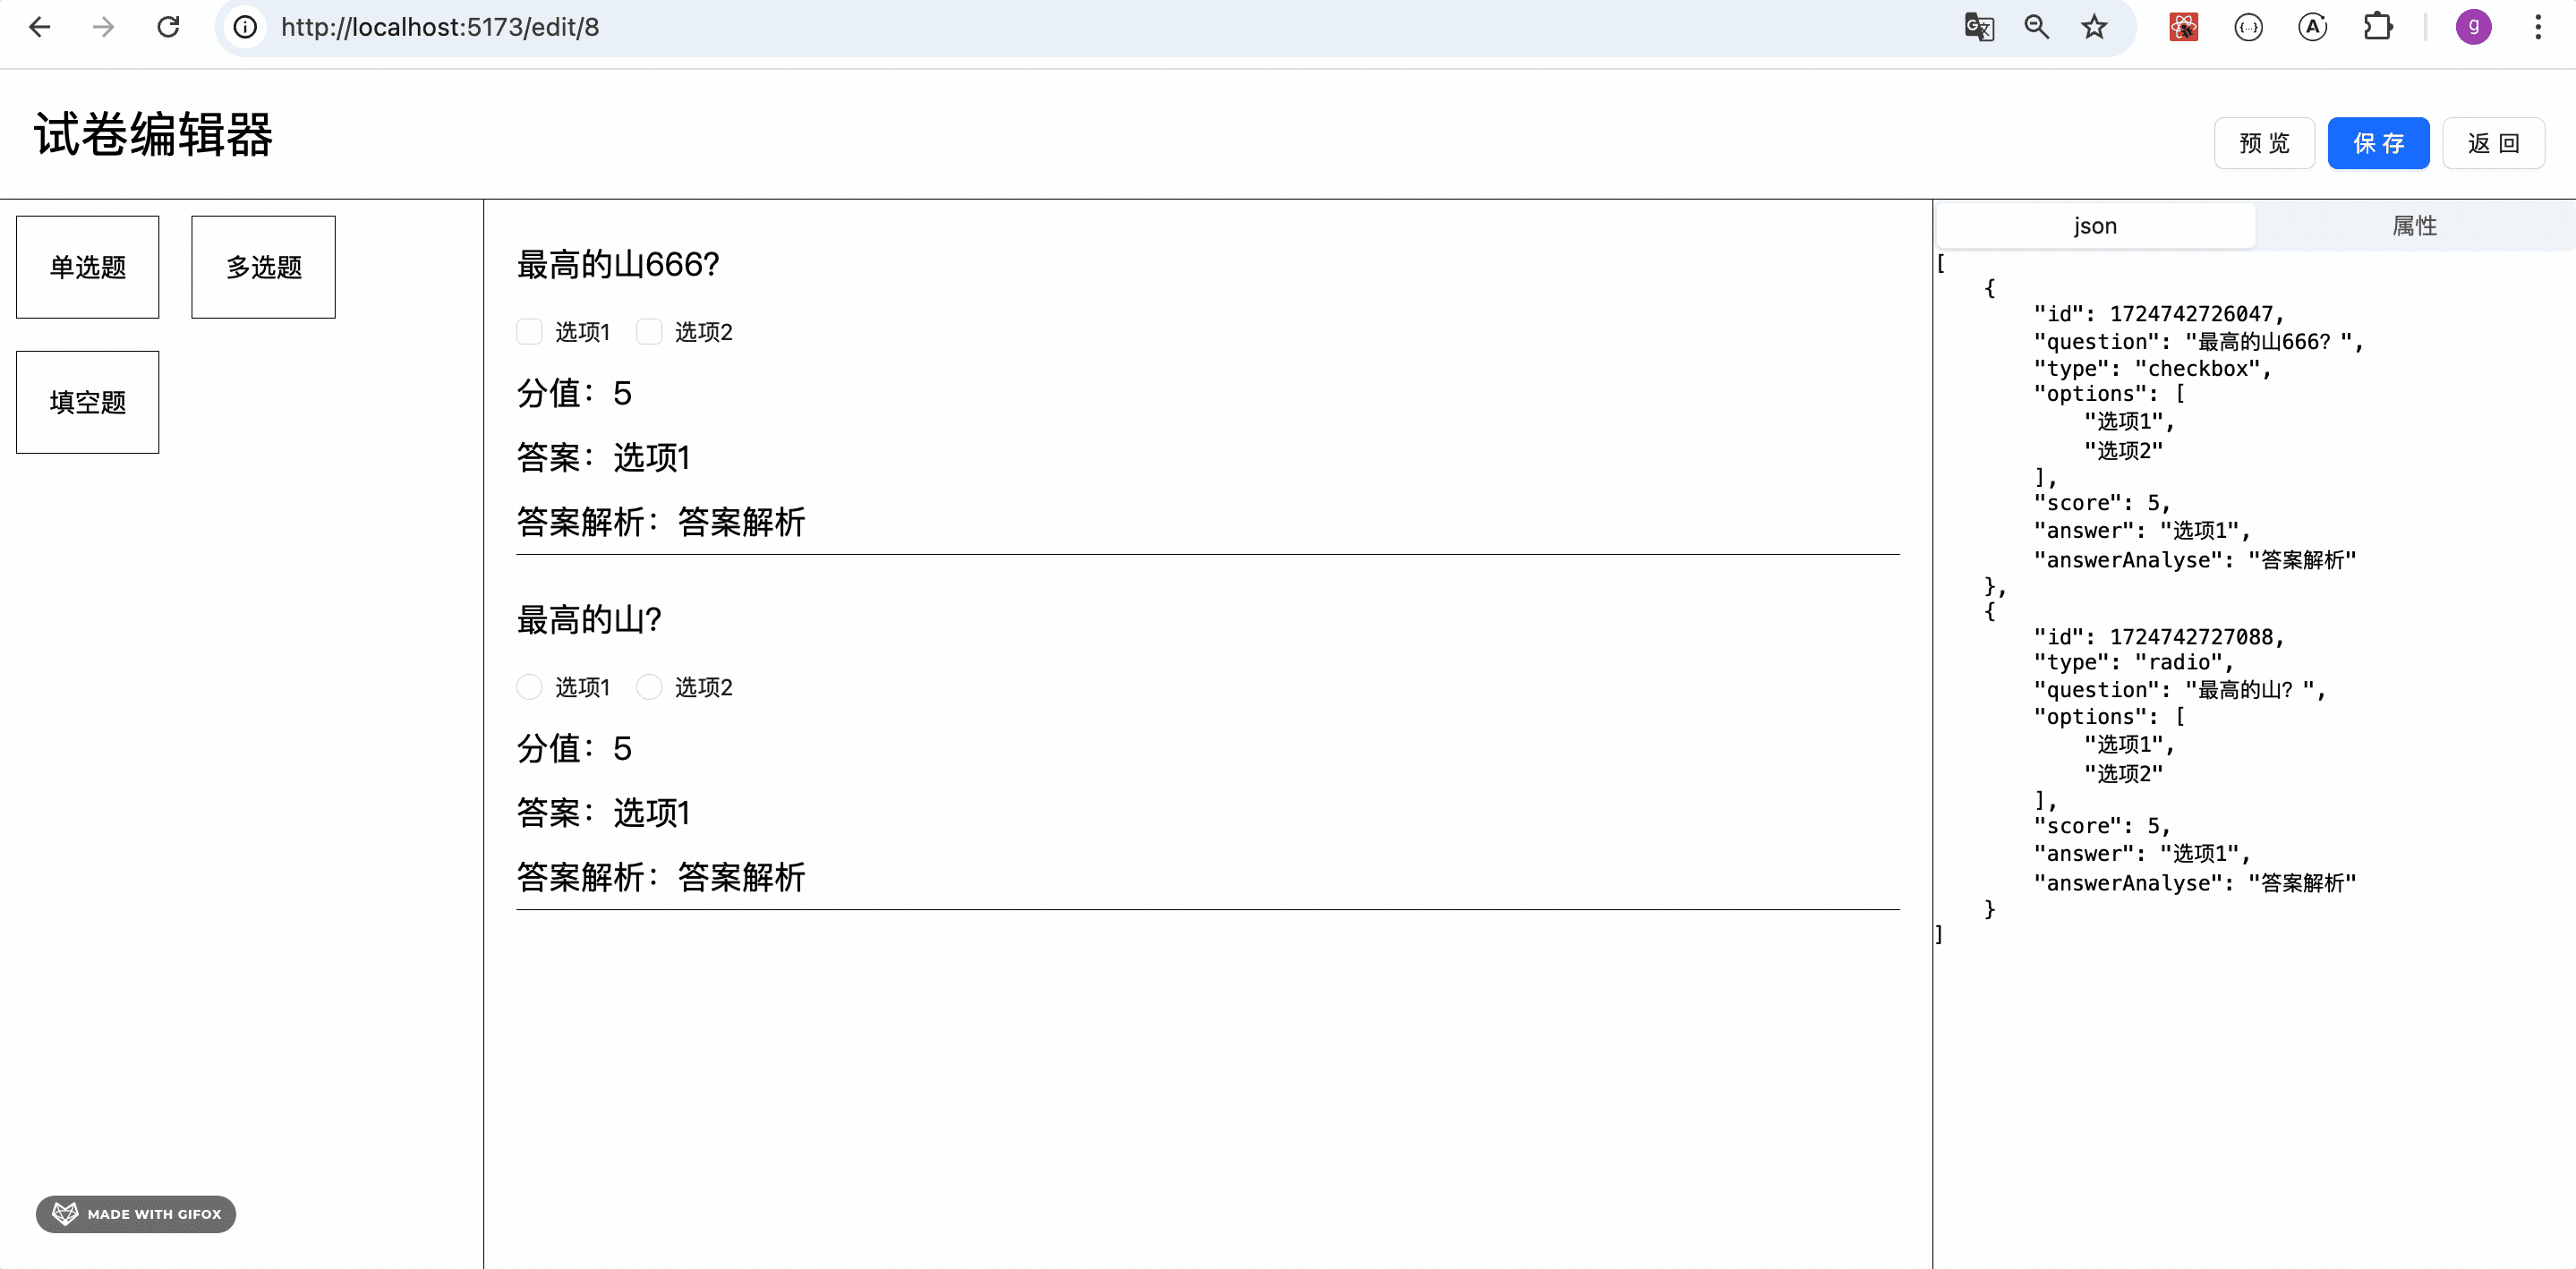 http://localhost:5173/edit/8
g
试卷编辑器
预 览
保 存
返 回
单选题
多选题
填空题
最高的山666?
选项1
选项2
分值：5
答案：选项1
答案解析：答案解析
最高的山?
选项1
选项2
分值：5
答案：选项1
答案解析：答案解析
json
属性
[
{
"id": 1724742726047,
"question": "最高的山666？",
"type": "checkbox",
"options": [
"选项1",
"选项2"
],
"score": 5,
"answer": "选项1",
"answerAnalyse": "答案解析"
},
{
"id": 1724742727088,
"type": "radio",
"question": "最高的山？",
"options": [
"选项1",
"选项2"
],
"score": 5,
"answer": "选项1",
"answerAnalyse": "答案解析"
}
]
MADE WITH GIFOX